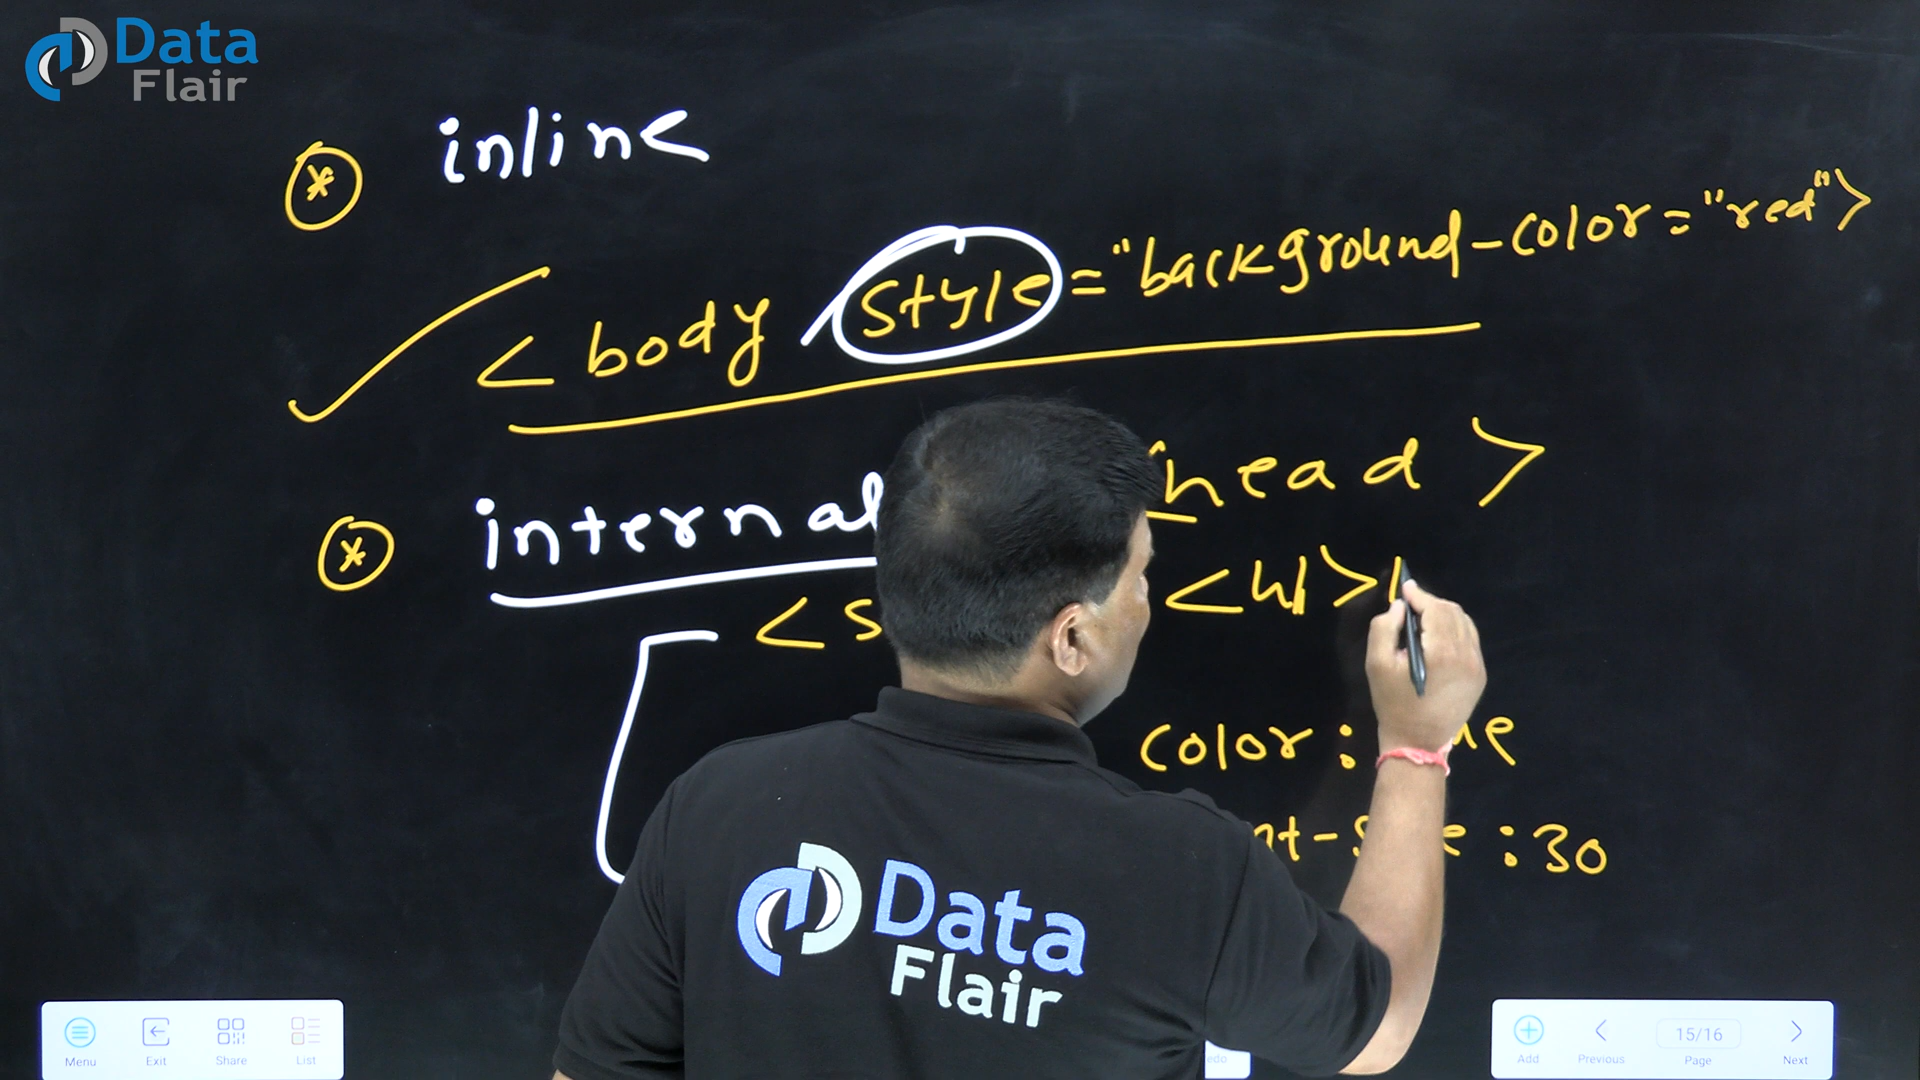 Data
Flair
* inline
<body style="background-color="red">
* internal
head>
<h1>
color :
:30
Data
Flair
Menu Exit Share List
Add Previous 15/16 Page Next